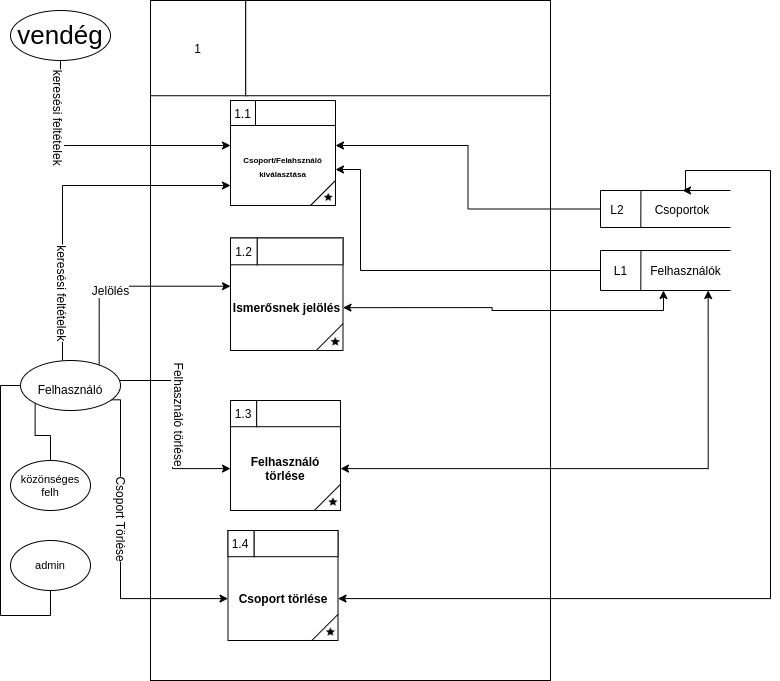 vendég
1
keresési feltételek
1.1
Csoport/Felahsználó
kiválasztása
L2
Csoportok
keresési feltételek
1.2
L1
Felhasználók
Jelölés
Ismerősnek jelölés
Felhasználó
Felhasználó törlése
1.3
Felhasználó
törlése
közönséges
felh
Csoport Törlése
1.4
admin
Csoport törlése